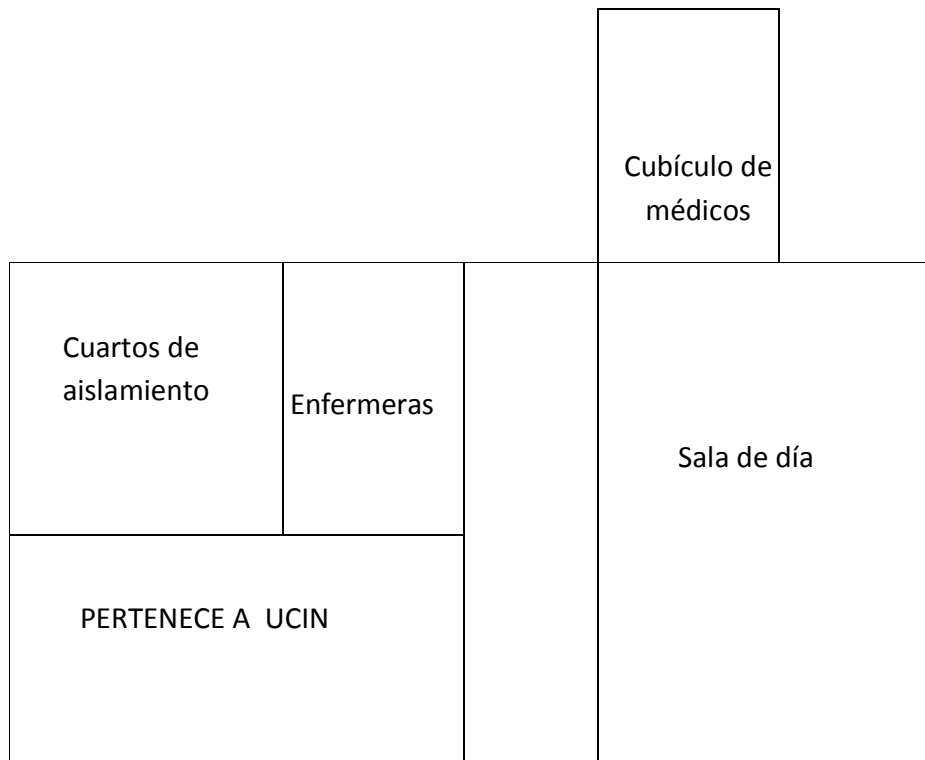 Cubículo de
médicos
Cuartos de
aislamiento
Enfermeras
Sala de día
PERTENECE A  UCIN